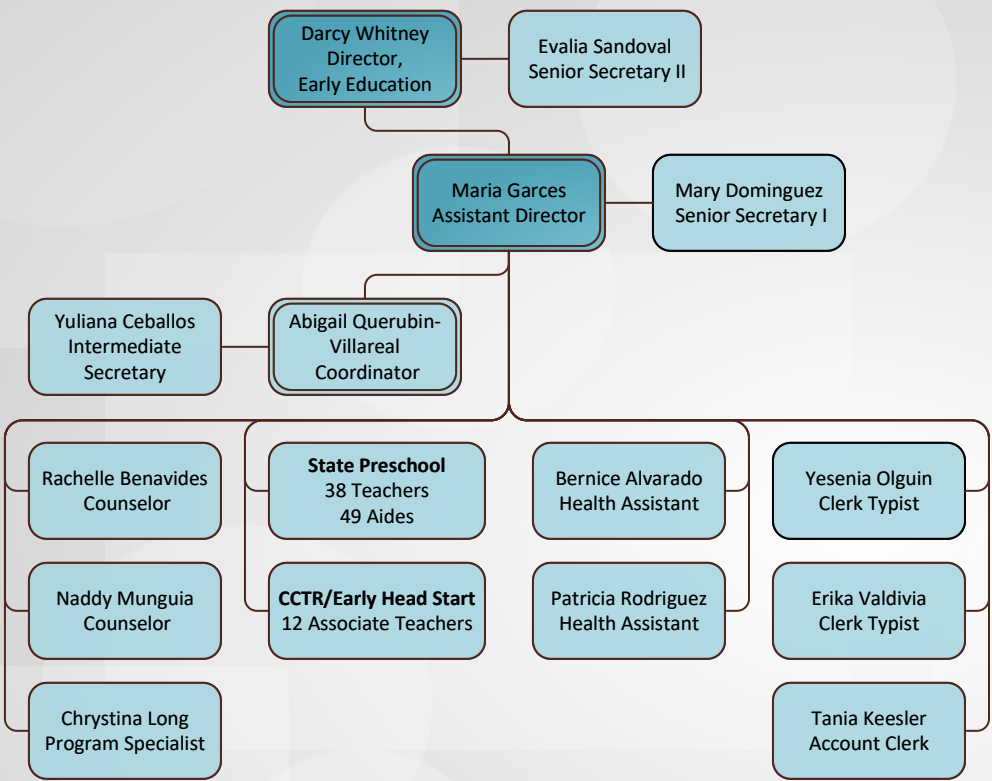 Darcy Whitney
Director,
Early Education
Evalia Sandoval
Senior Secretary II
Maria Garces
Assistant Director
Mary Dominguez
Senior Secretary I
Yuliana Ceballos
Intermediate
Secretary
Abigail Querubin-
Villareal
Coordinator
Rachelle Benavides
Counselor
State Preschool
38 Teachers
49 Aides
Bernice Alvarado
Health Assistant
Yesenia Olguin
Clerk Typist
Naddy Munguia
Counselor
CCTR/Early Head Start
12 Associate Teachers
Patricia Rodriguez
Health Assistant
Erika Valdivia
Clerk Typist
Chrystina Long
Program Specialist
Tania Keesler
Account Clerk